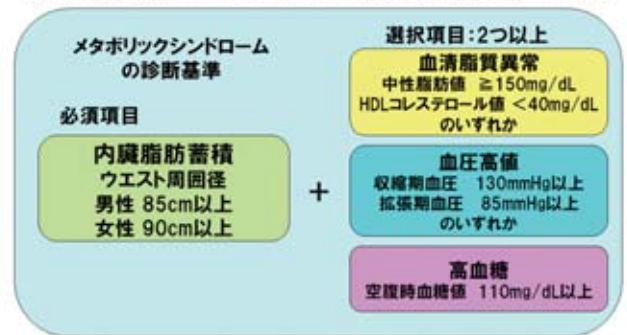 メタボリックシンドローム
の診断基準
必須項目
内臓脂肪蓄積
ウエスト周囲径
男性 85cm以上
女性 90cm以上
+
選択項目:2つ以上
血清脂質異常
中性脂肪値 ≧150mg/dL
HDLコレステロール値 <40mg/dL
のいずれか
血圧高値
収縮期血圧 130mmHg以上
拡張期血圧 85mmHg以上
のいずれか
高血糖
空腹時血糖値 110mg/dL以上